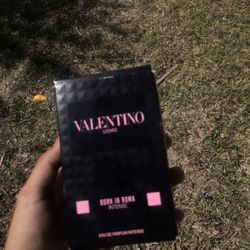 VALENTINO
UOMO
BORN IN ROMA
INTENSE
EAU DE PARFUM INTENSE